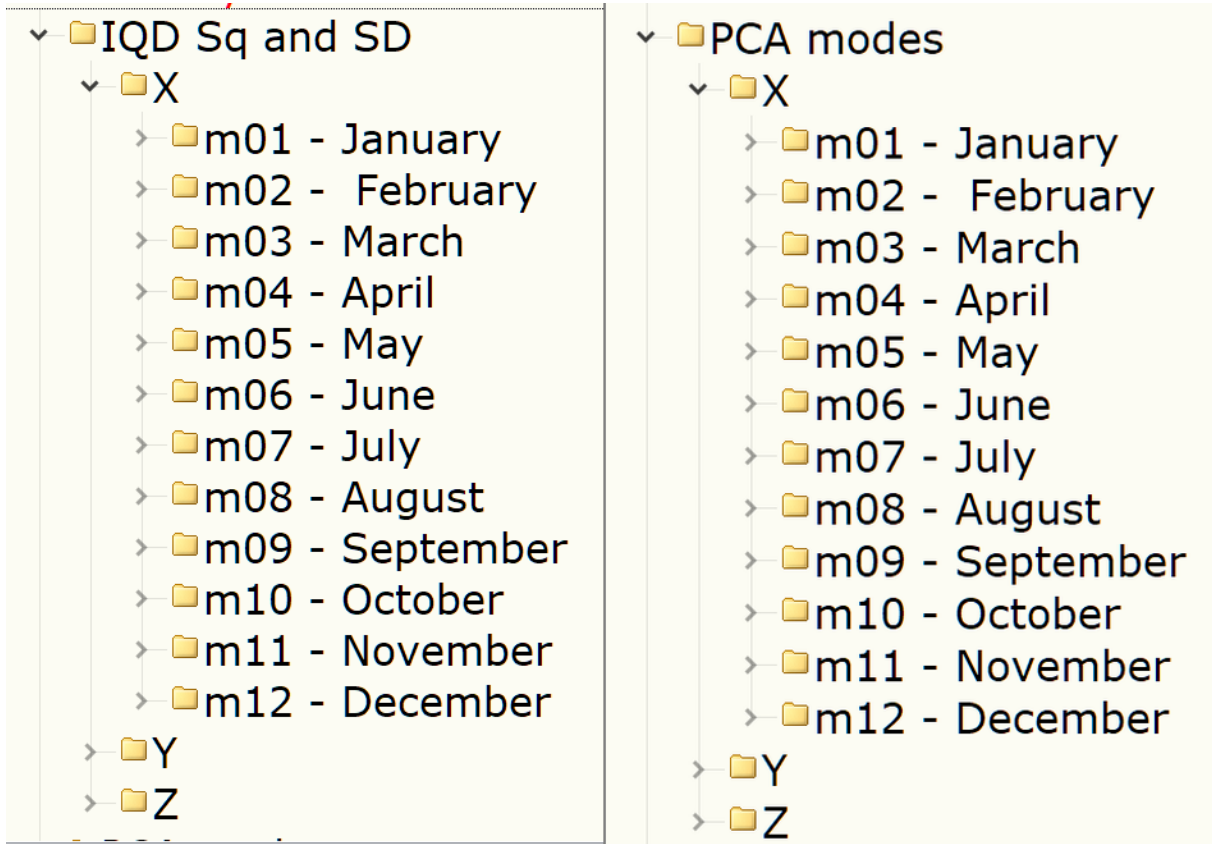 IQD Sq and SD
X
m01 - January
m02 -  February
m03 - March
m04 - April
m05 - May
m06 - June
m07 - July
m08 - August
m09 - September
m10 - October
m11 - November
m12 - December
Y
Z
PCA modes
X
m01 - January
m02 -  February
m03 - March
m04 - April
m05 - May
m06 - June
m07 - July
m08 - August
m09 - September
m10 - October
m11 - November
m12 - December
Y
Z